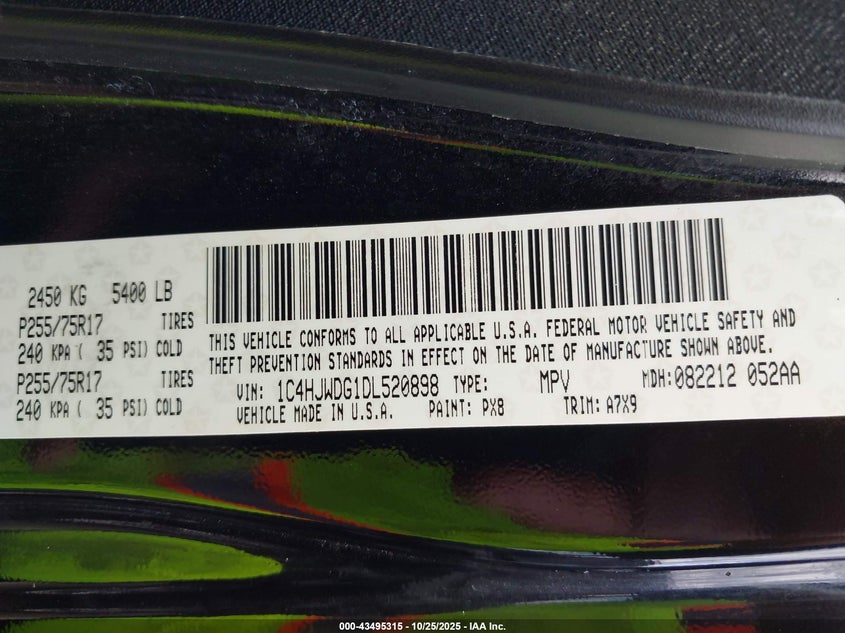 2450 KG 5400 LB
P255/75R17 TIRES
240 KPA ( 35 PSI) COLD
P255/75R17 TIRES
240 KPA ( 35 PSI) COLD
THIS VEHICLE CONFORMS TO ALL APPLICABLE U.S.A. FEDERAL MOTOR VEHICLE SAFETY AND
THEFT PREVENTION STANDARDS IN EFFECT ON THE DATE OF MANUFACTURE SHOWN ABOVE.
VIN: 1C4HJWDG1DL520898 TYPE: MPV MDH: 082212 052AA
VEHICLE MADE IN U.S.A. PAINT: PX8 TRIM: A7X9
000-43495315 - 10/25/2025 - IAA Inc.